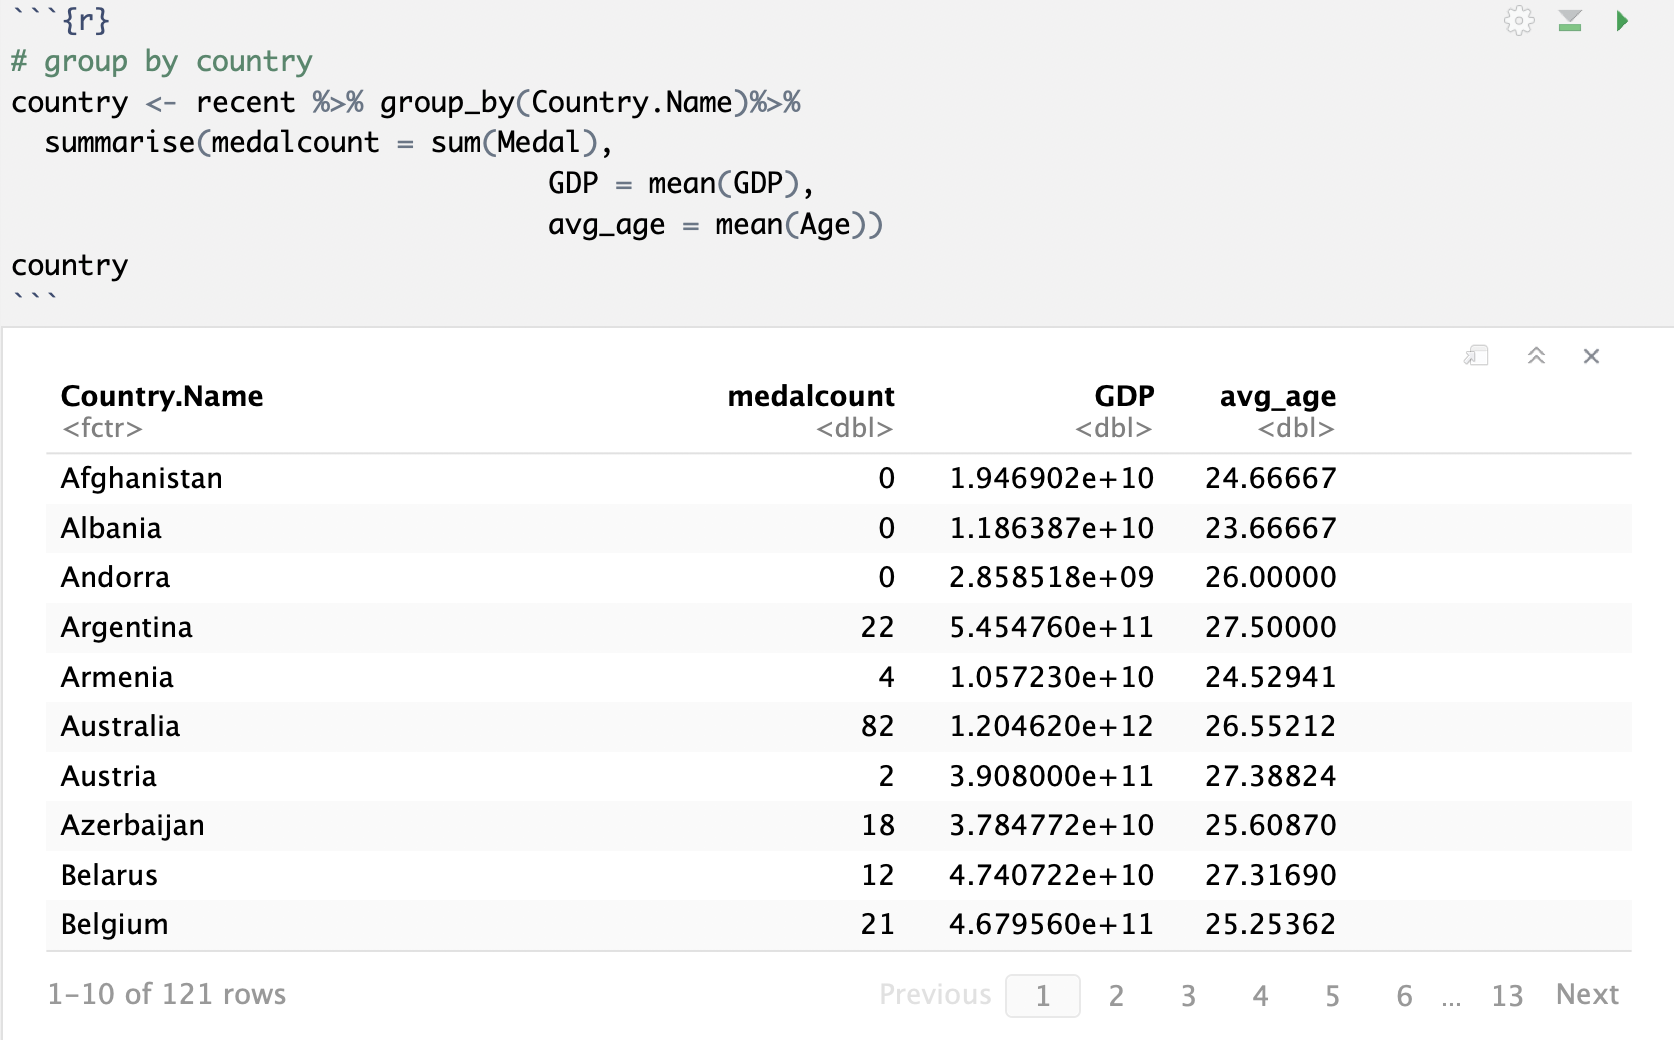 ```{r}
# group by country
country <- recent %>% group_by(Country.Name)%>%
  summarise(medalcount = sum(Medal),
                                GDP = mean(GDP),
                                avg_age = mean(Age))
country
```
Country.Name medalcount GDP avg_age
<fctr> <dbl> <dbl> <dbl>
Afghanistan 0 1.946902e+10 24.66667
Albania 0 1.186387e+10 23.66667
Andorra 0 2.858518e+09 26.00000
Argentina 22 5.454760e+11 27.50000
Armenia 4 1.057230e+10 24.52941
Australia 82 1.204620e+12 26.55212
Austria 2 3.908000e+11 27.38824
Azerbaijan 18 3.784772e+10 25.60870
Belarus 12 4.740722e+10 27.31690
Belgium 21 4.679560e+11 25.25362
1-10 of 121 rows Previous 1 2 3 4 5 6 ... 13 Next